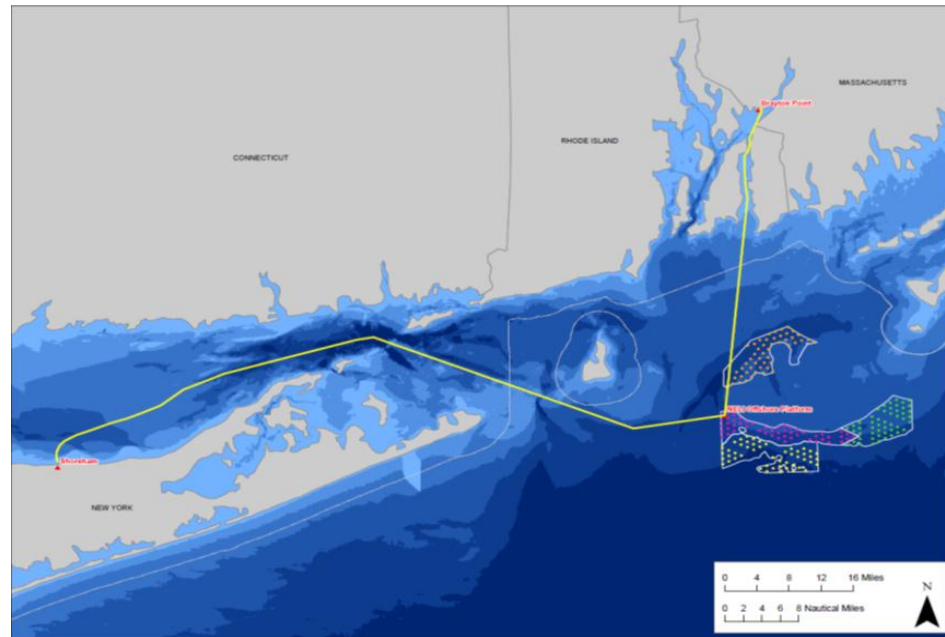 MASSACHUSETTS
Brayton Point
RHODE ISLAND
CONNECTICUT
Offshore Platform
Shoreham
NEW YORK
0 4 8 12 16 Miles
0 2 4 6 8 Nautical Miles
N